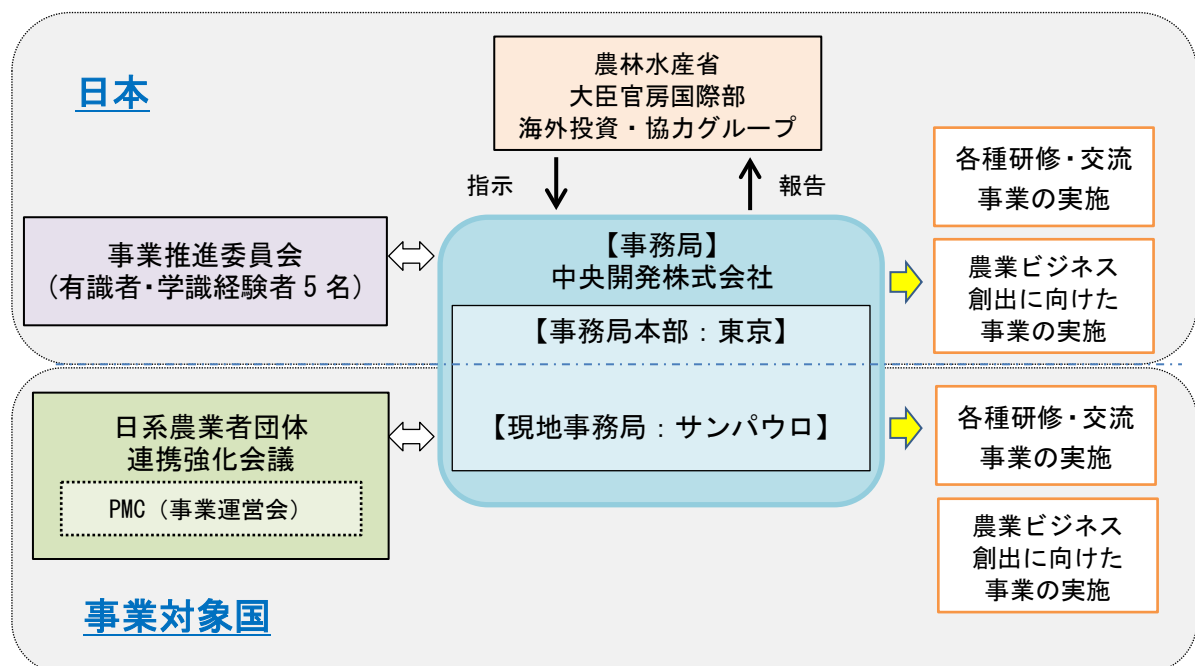 日本
農林水産省
大臣官房国際部
海外投資・協力グループ
指示
報告
事業推進委員会
(有識者・学識経験者 5 名)
【事務局】
中央開発株式会社
【事務局本部：東京】
各種研修・交流
事業の実施
農業ビジネス
創出に向けた
事業の実施
日系農業者団体
連携強化会議
PMC（事業運営会）
【現地事務局：サンパウロ】
各種研修・交流
事業の実施
農業ビジネス
創出に向けた
事業の実施
事業対象国